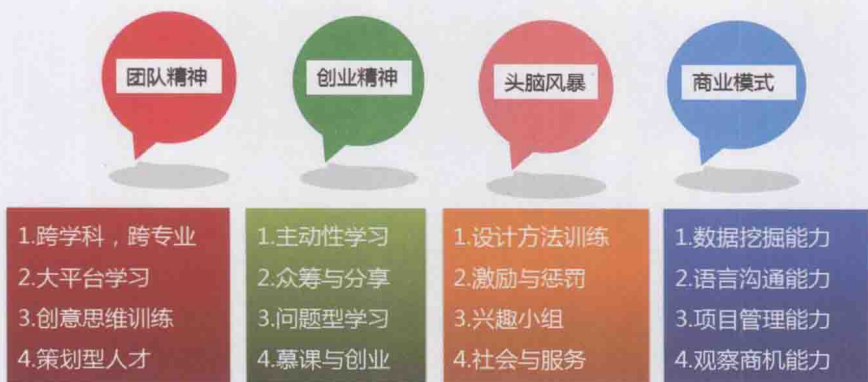 团队精神
创业精神
头脑风暴
商业模式
1.跨学科，跨专业
2.大平台学习
3.创意思维训练
4.策划型人才
1.主动性学习
2.众筹与分享
3.问题型学习
4.慕课与创业
1.设计方法训练
2.激励与惩罚
3.兴趣小组
4.社会与服务
1.数据挖掘能力
2.语言沟通能力
3.项目管理能力
4.观察商机能力